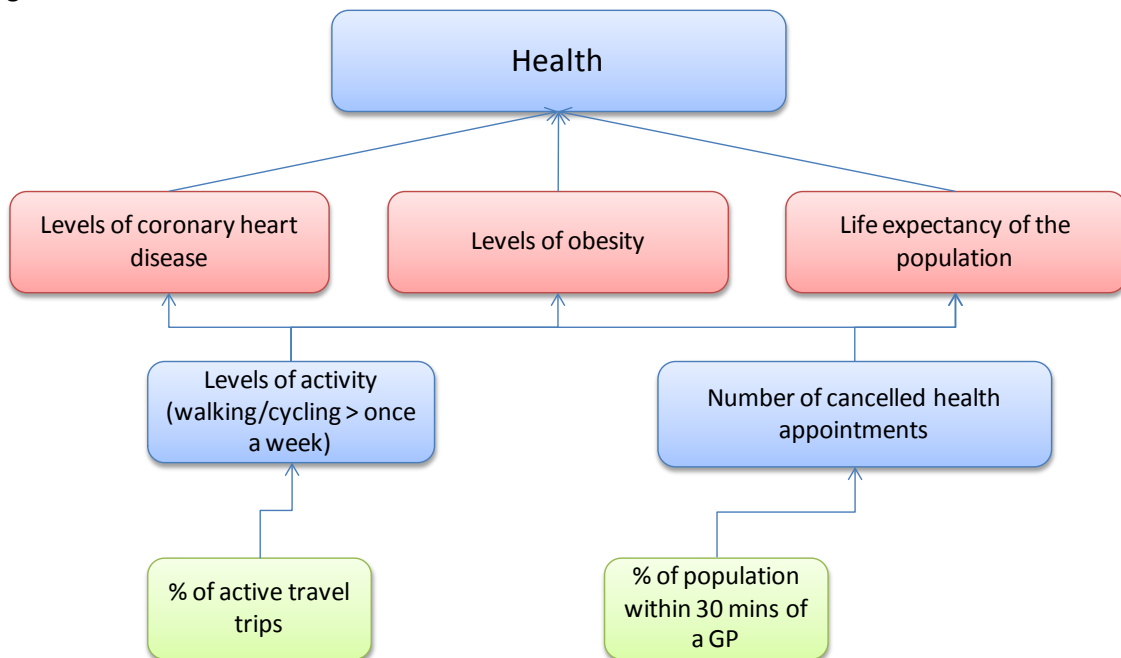 Health
Levels of coronary heart
disease
Levels of obesity
Life expectancy of the
population
Levels of activity
(walking/cycling > once
a week)
Number of cancelled health
appointments
% of active travel
trips
% of population
within 30 mins of
a GP